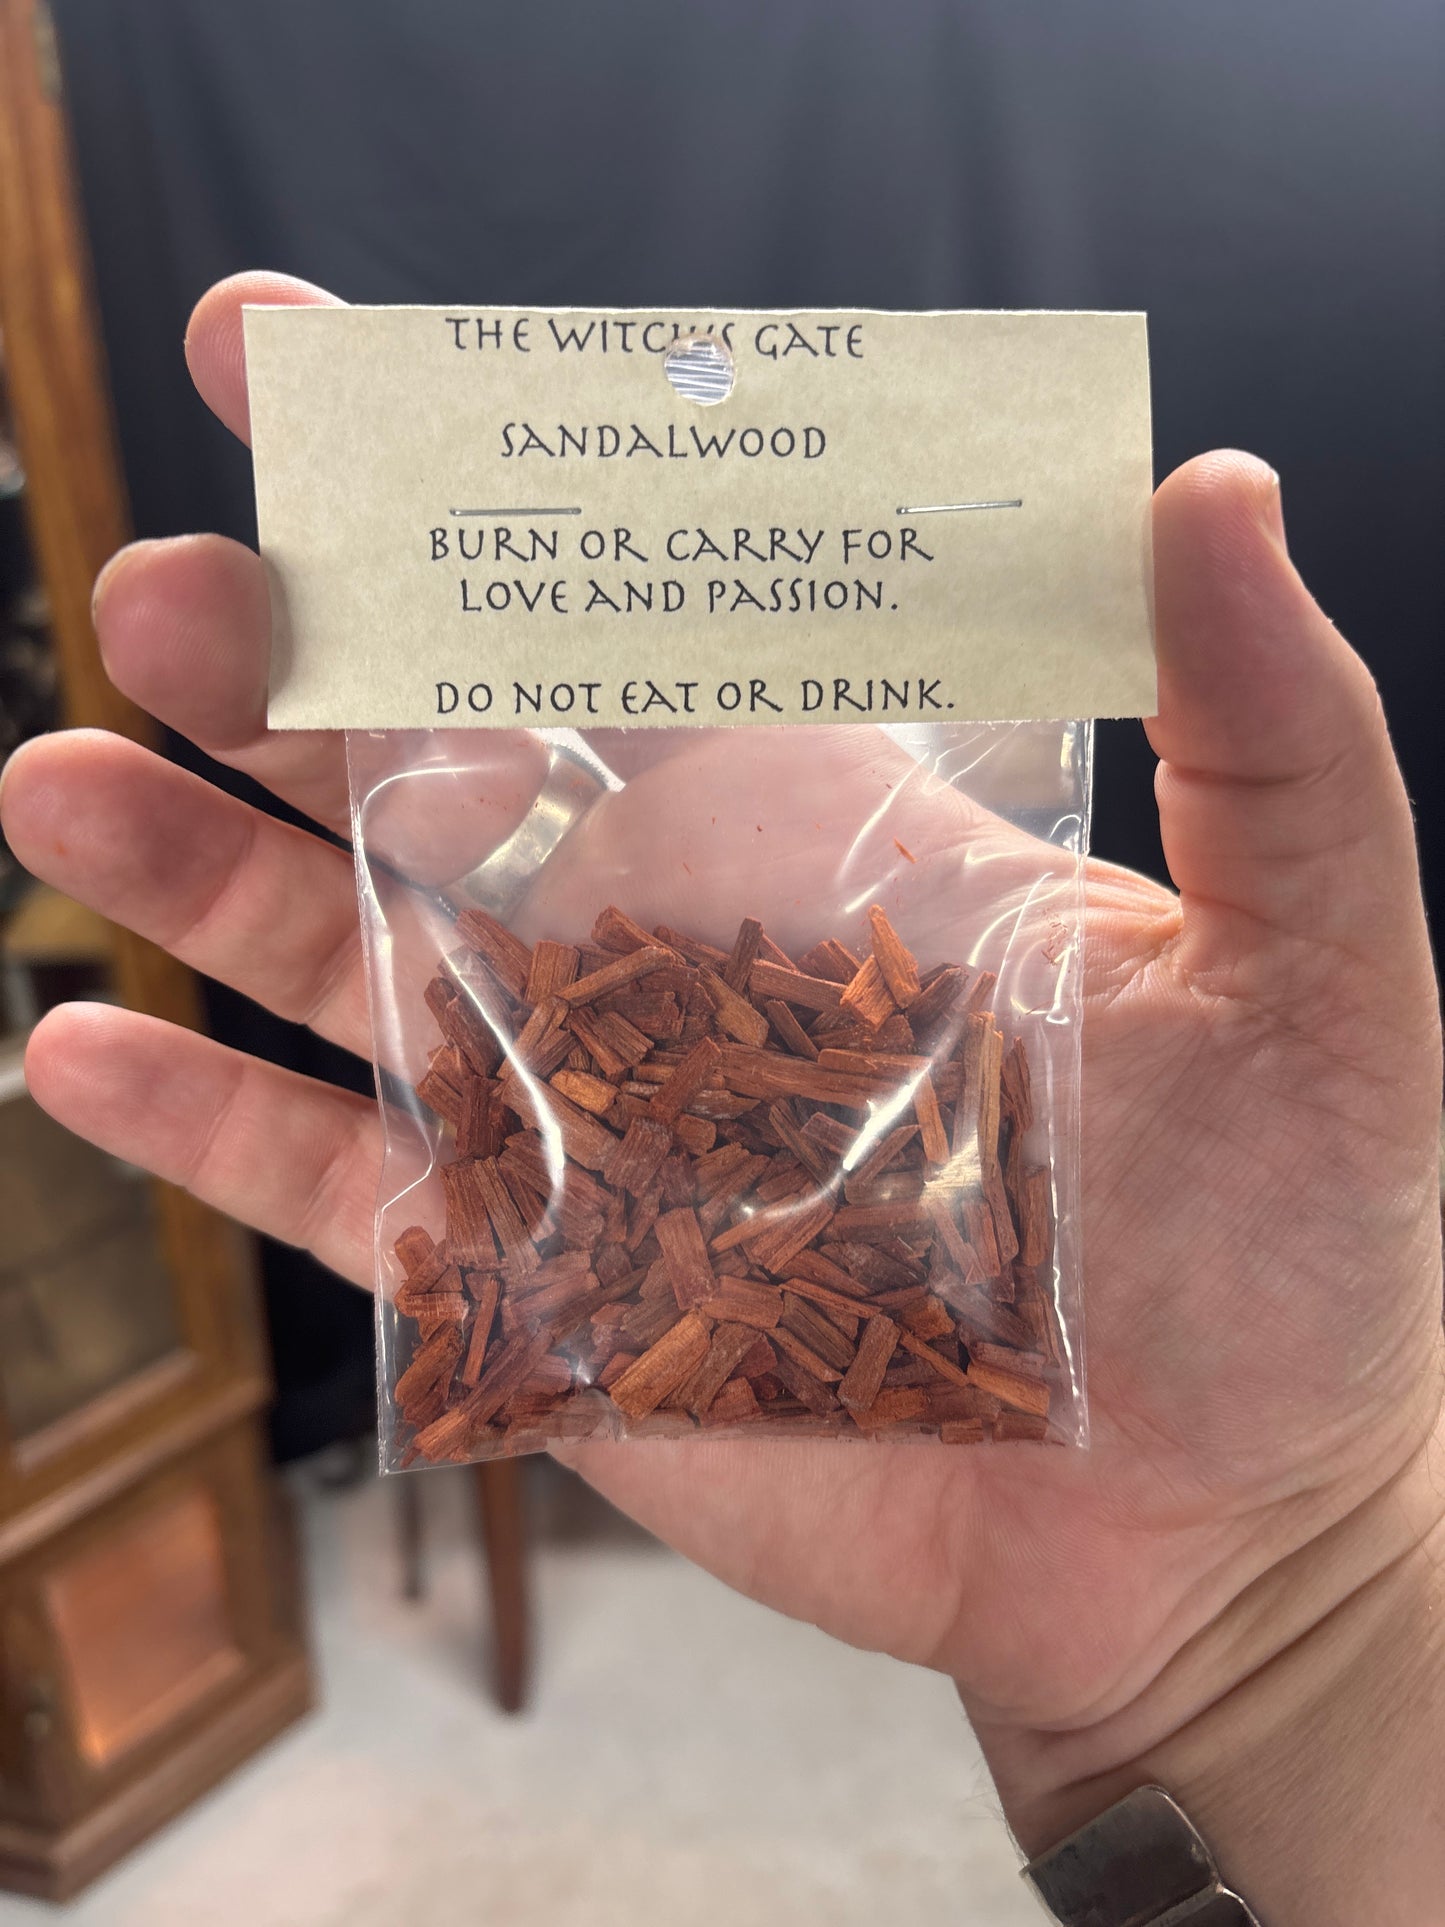 THE WITCH'S GATE
SANDALWOOD
BURN OR CARRY FOR
LOVE AND PASSION.
DO NOT EAT OR DRINK.